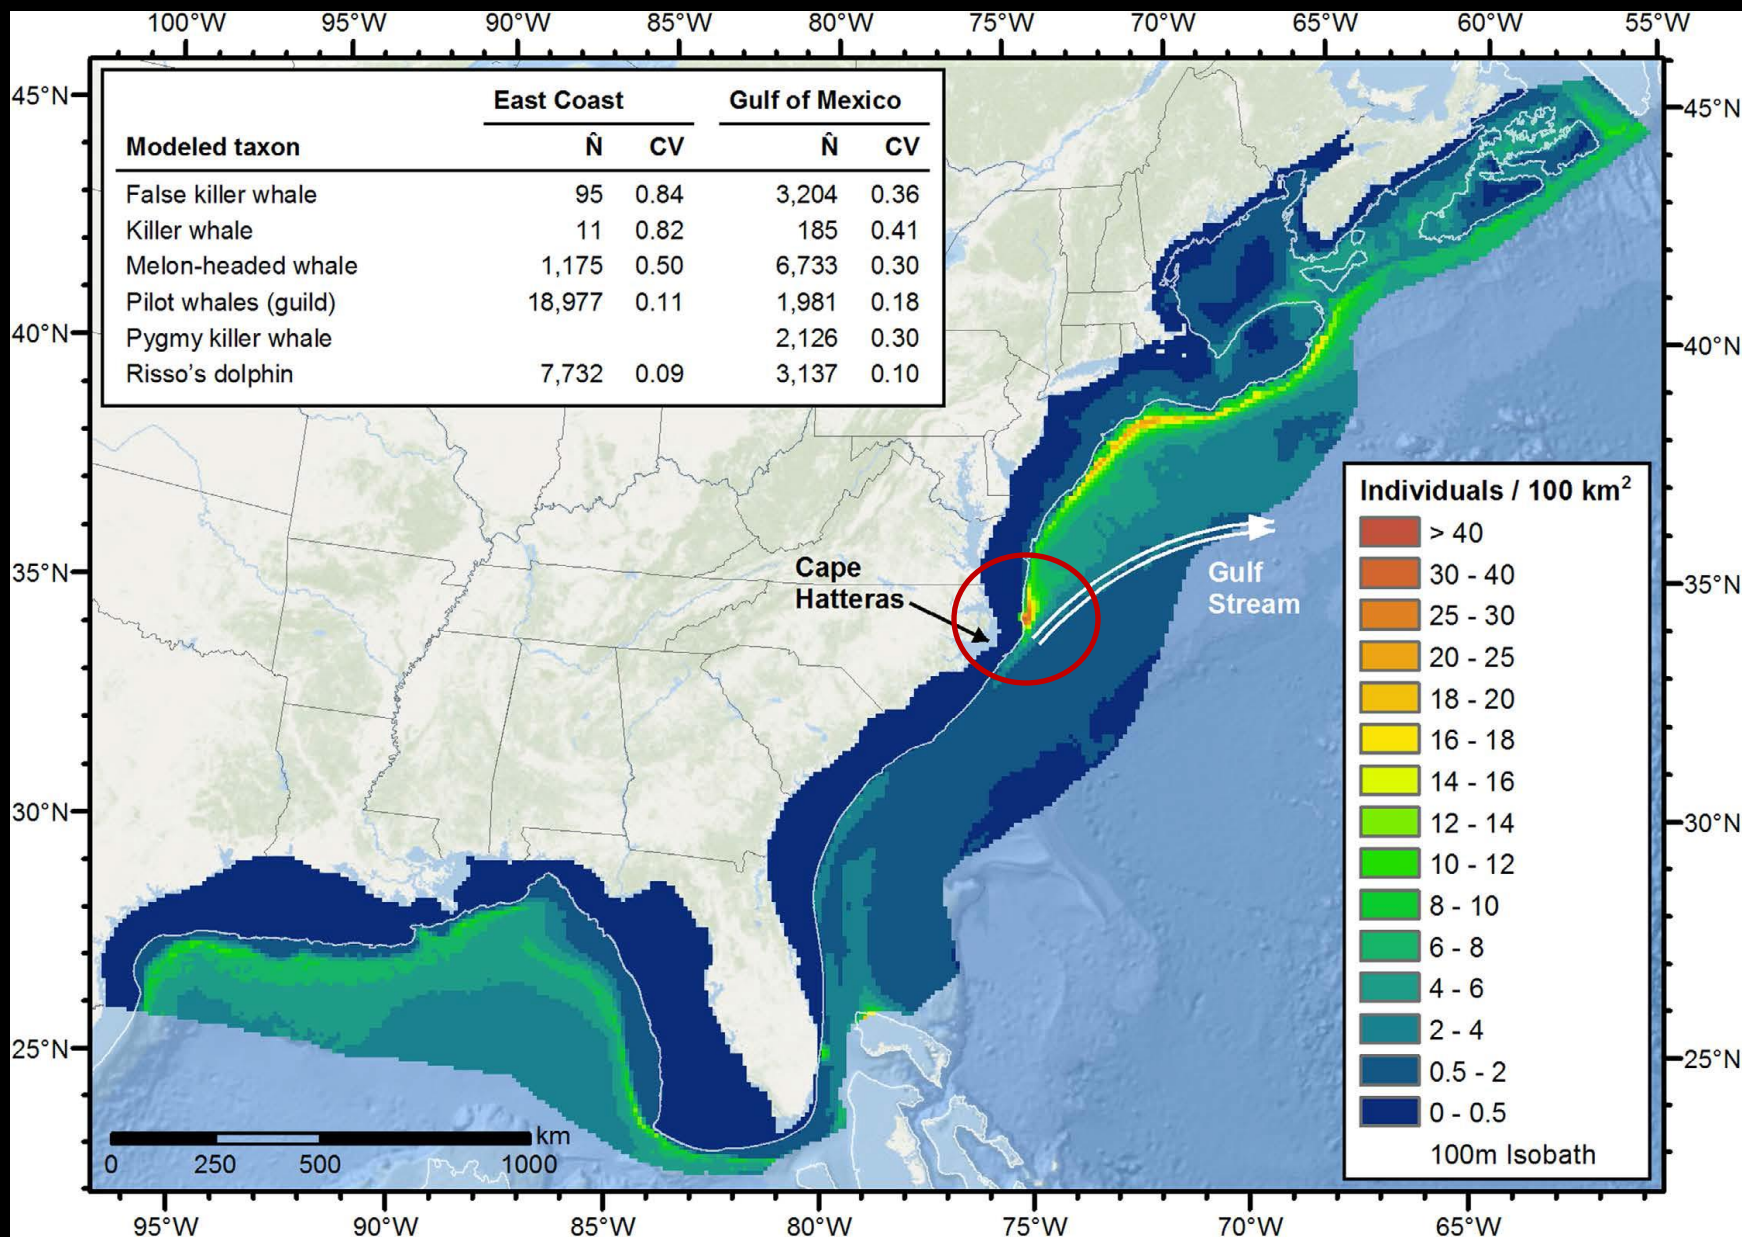 100°W 95°W 90°W 85°W 80°W 75°W 70°W 65°W 60°W 55°W
45°N 45°N
East Coast Gulf of Mexico
Modeled taxon N̂ CV N̂ CV
False killer whale 95 0.84 3,204 0.36
Killer whale 11 0.82 185 0.41
Melon-headed whale 1,175 0.50 6,733 0.30
Pilot whales (guild) 18,977 0.11 1,981 0.18
Pygmy killer whale 2,126 0.30
Risso's dolphin 7,732 0.09 3,137 0.10
40°N 40°N
Individuals / 100 km²
> 40
30 - 40
25 - 30
20 - 25
18 - 20
16 - 18
14 - 16
12 - 14
10 - 12
8 - 10
6 - 8
4 - 6
2 - 4
0.5 - 2
0 - 0.5
100m Isobath
35°N 35°N
Cape
Hatteras
Gulf
Stream
30°N 30°N
25°N 25°N
km
0 250 500 1000
95°W 90°W 85°W 80°W 75°W 70°W 65°W